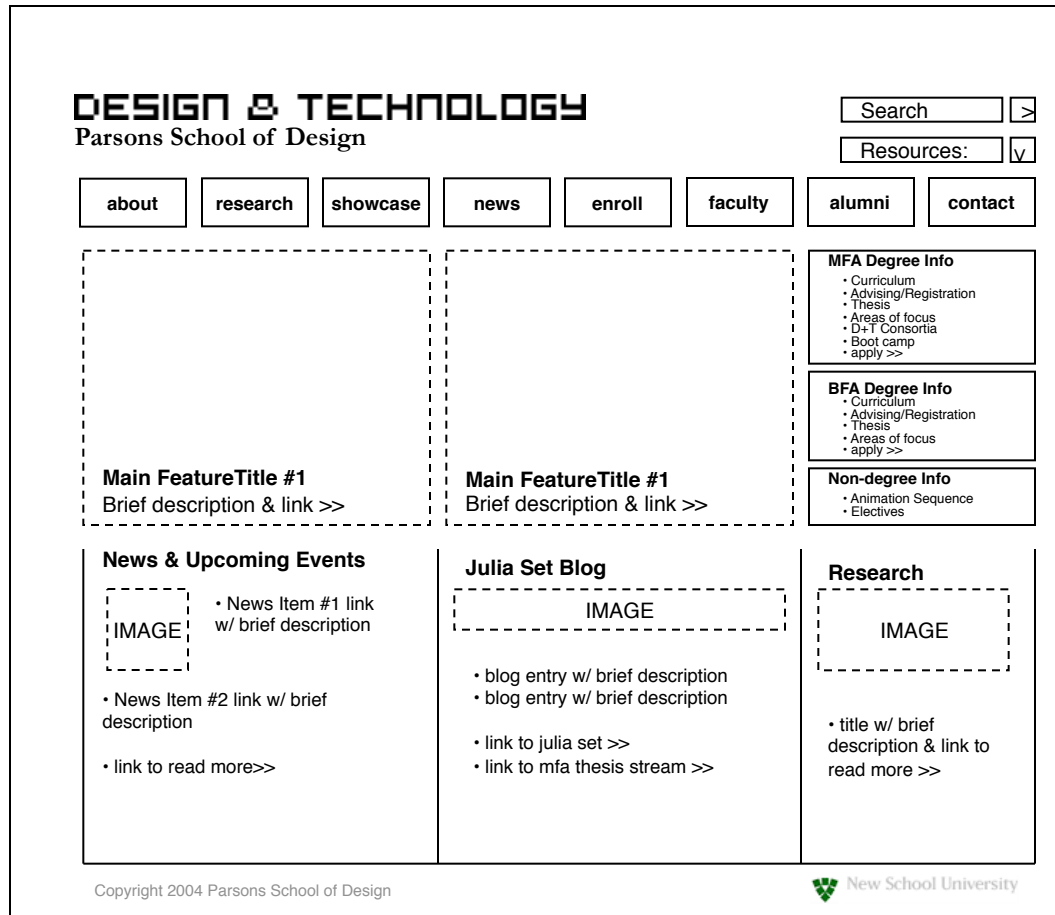 DESIGN & TECHNOLOGY
Parsons School of Design
Search >
Resources: v
about research showcase news enroll faculty alumni contact
Main FeatureTitle #1
Brief description & link >>
Main FeatureTitle #1
Brief description & link >>
MFA Degree Info
• Curriculum
• Advising/Registration
• Thesis
• Areas of focus
• D+T Consortia
• Boot camp
• apply >>
BFA Degree Info
• Curriculum
• Advising/Registration
• Thesis
• Areas of focus
• apply >>
Non-degree Info
• Animation Sequence
• Electives
News & Upcoming Events
IMAGE
• News Item #1 link
w/ brief description
• News Item #2 link w/ brief
description
• link to read more>>
Julia Set Blog
IMAGE
• blog entry w/ brief description
• blog entry w/ brief description
• link to julia set >>
• link to mfa thesis stream >>
Research
IMAGE
• title w/ brief
description & link to
read more >>
Copyright 2004 Parsons School of Design
New School University